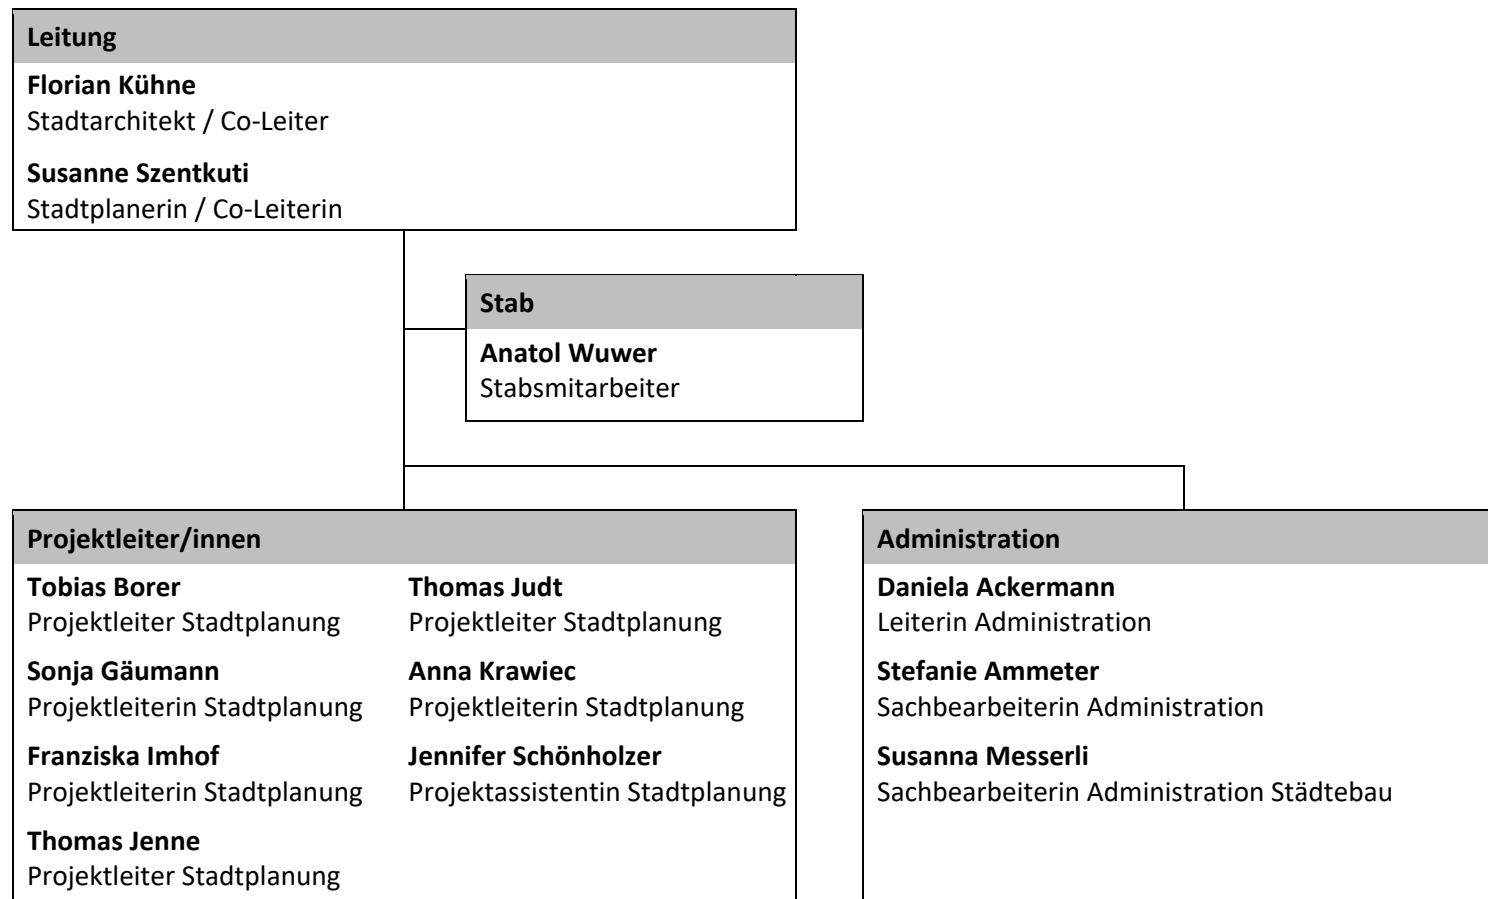 Leitung
Florian Kühne
Stadtarchitekt / Co-Leiter
Susanne Szentkuti
Stadtplanerin / Co-Leiterin
Stab
Anatol Wuwer
Stabsmitarbeiter
Projektleiter/innen
Tobias Borer
Projektleiter Stadtplanung
Sonja Gäumann
Projektleiterin Stadtplanung
Franziska Imhof
Projektleiterin Stadtplanung
Thomas Jenne
Projektleiter Stadtplanung
Thomas Judt
Projektleiter Stadtplanung
Anna Krawiec
Projektleiterin Stadtplanung
Jennifer Schönholzer
Projektassistentin Stadtplanung
Administration
Daniela Ackermann
Leiterin Administration
Stefanie Ammeter
Sachbearbeiterin Administration
Susanna Messerli
Sachbearbeiterin Administration Städtebau